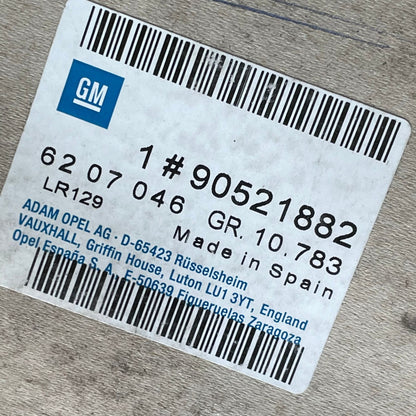 GM
1 # 90521882
62 07 046 GR. 10.783
LR129 Made in Spain
ADAM OPEL AG · D-65423 Rüsselsheim
VAUXHALL, Griffin House, Luton LU1 3YT, England
Opel España S. A., E-50639 Figueruelas Zaragoza